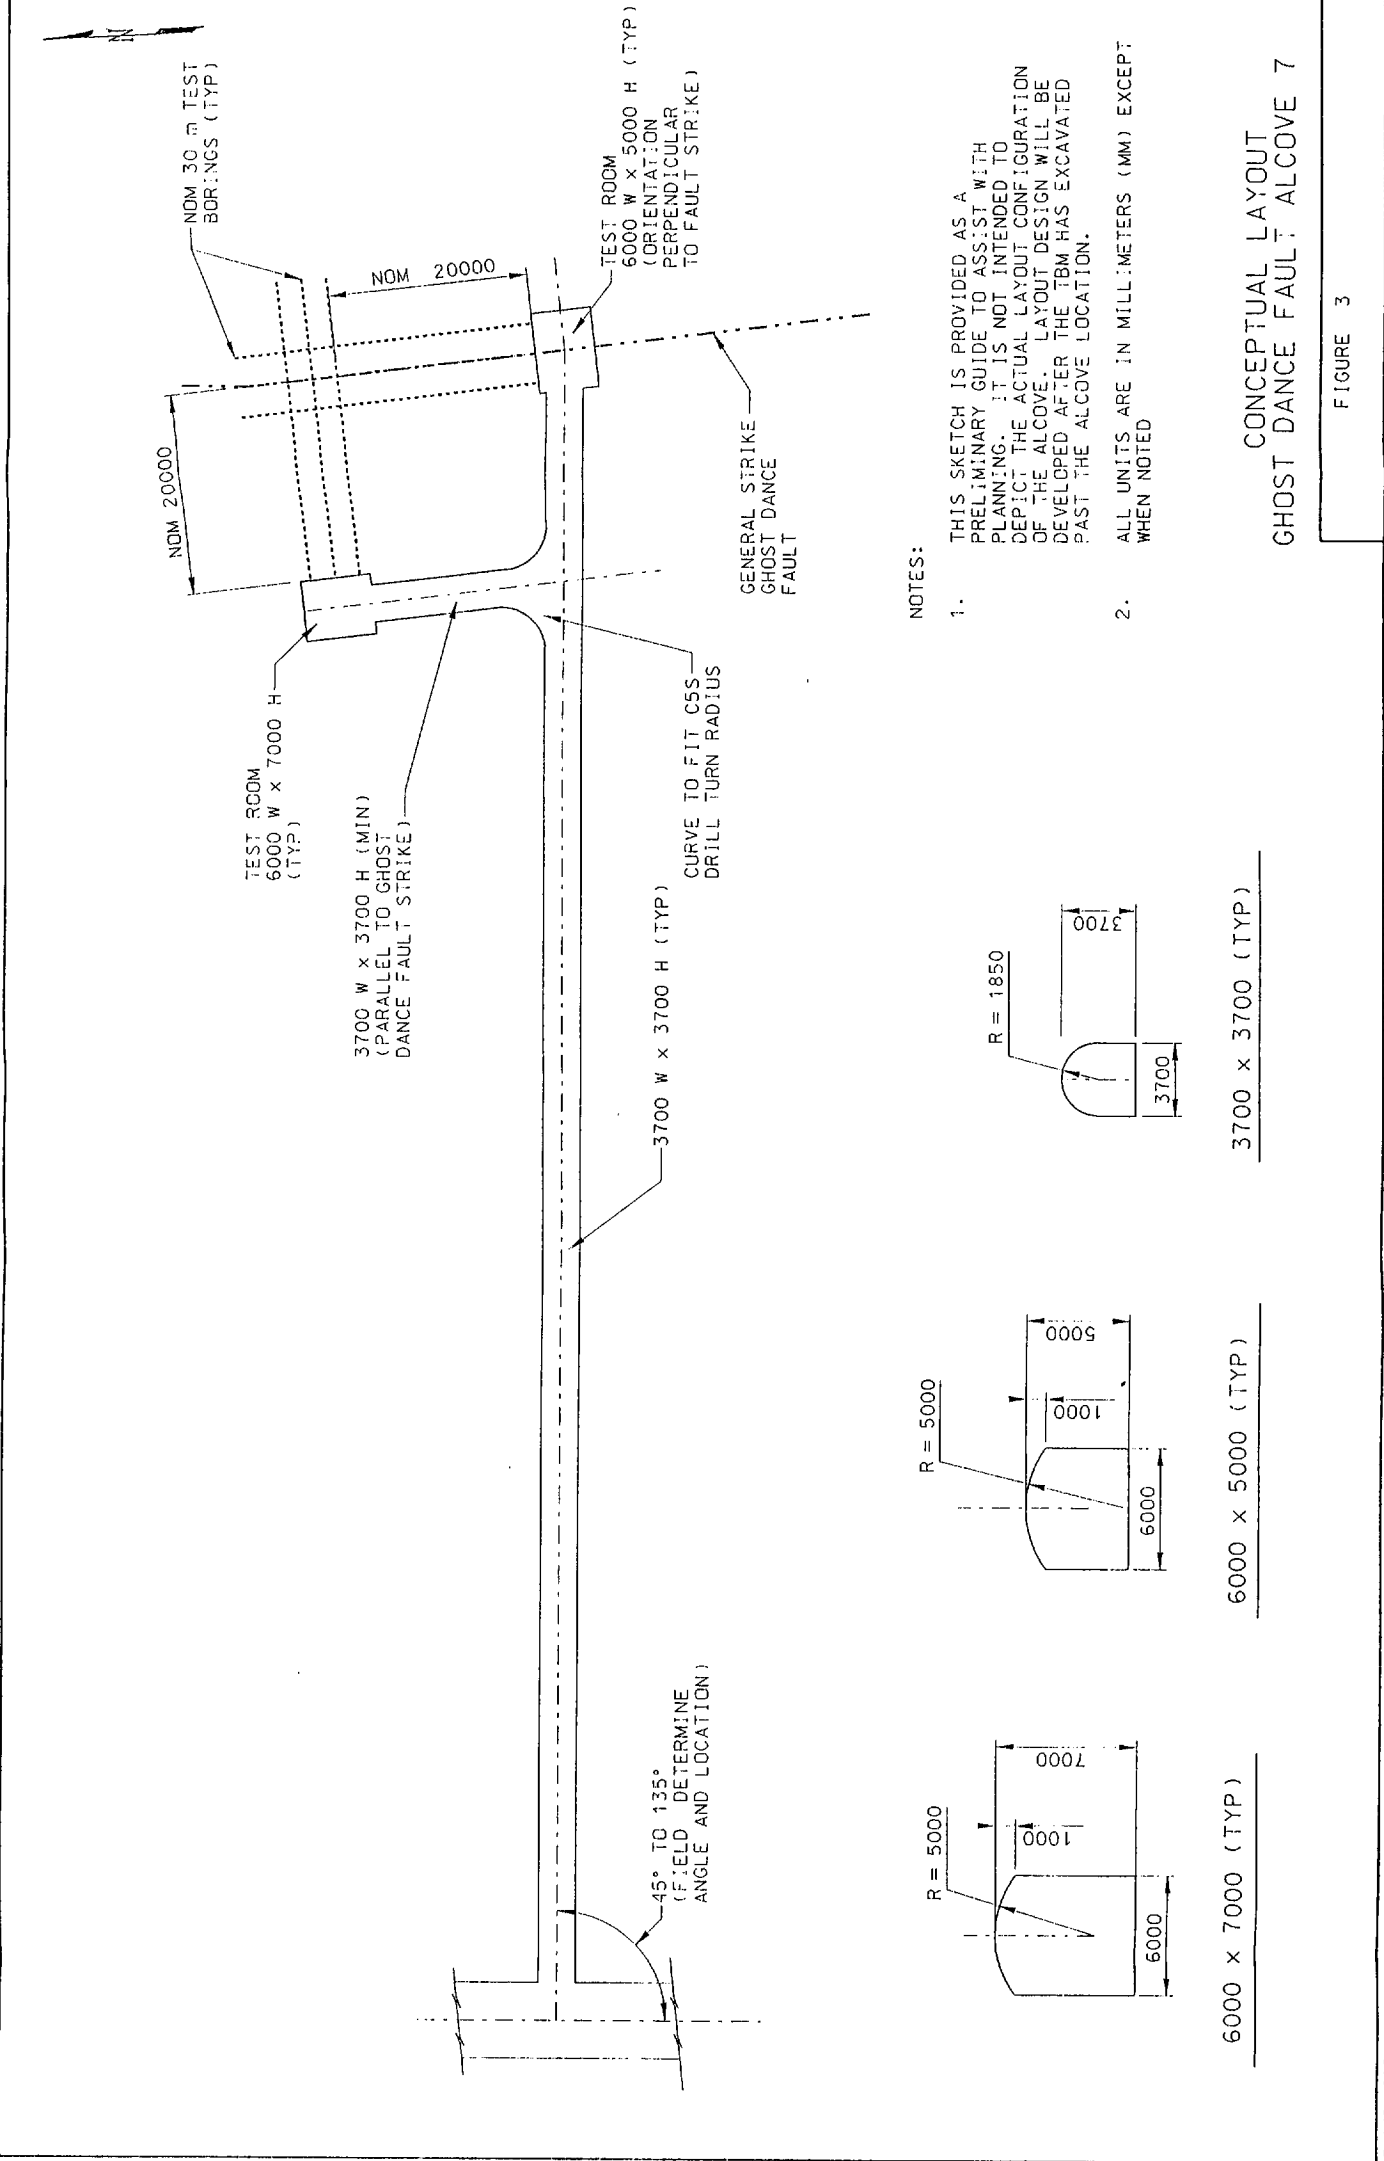 N
NOM 30 m TEST
BORINGS (TYP)
NOM 20000
NOM 20000
TEST ROOM
6000 W x 5000 H (TYP)
(ORIENTATION
PERPENDICULAR
TO FAULT STRIKE)
TEST ROOM
6000 W x 7000 H
(TYP)
3700 W x 3700 H (MIN)
(PARALLEL TO GHOST
DANCE FAULT STRIKE)
GENERAL STRIKE
GHOST DANCE
FAULT
CURVE TO FIT C5S
DRILL TURN RADIUS
3700 W x 3700 H (TYP)
45° TO 135°
(FIELD DETERMINE
ANGLE AND LOCATION)
NOTES:
1. THIS SKETCH IS PROVIDED AS A
PRELIMINARY GUIDE TO ASSIST WITH
PLANNING. IT IS NOT INTENDED TO
DEPICT THE ACTUAL LAYOUT CONFIGURATION
OF THE ALCOVE. LAYOUT DESIGN WILL BE
DEVELOPED AFTER THE TBM HAS EXCAVATED
PAST THE ALCOVE LOCATION.
2. ALL UNITS ARE IN MILLIMETERS (MM) EXCEPT
WHEN NOTED
R = 5000
7000
1000
6000
6000 x 7000 (TYP)
R = 5000
5000
1000
6000
6000 x 5000 (TYP)
R = 1850
3700
3700
3700 x 3700 (TYP)
CONCEPTUAL LAYOUT
GHOST DANCE FAULT ALCOVE 7
FIGURE 3